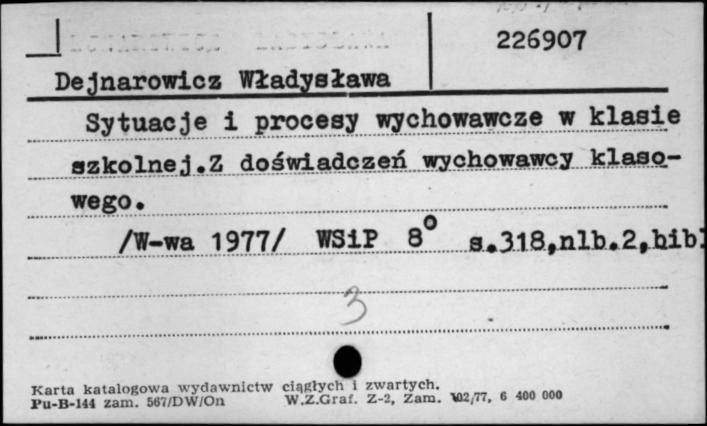 226907
Dejnarowicz Władysława
Sytuacje i procesy wychowawcze w klasie
szkolnej.Z doświadczeń wychowawcy klaso-
wego.
/W-wa 1977/ WSiP 8° s.318,nlb.2,bibl
3
Karta katalogowa wydawnictw ciągłych i zwartych.
Pu-B-144 zam. 567/DW/On W.Z.Graf. Z-2, Zam. 102/77, 6 400 000